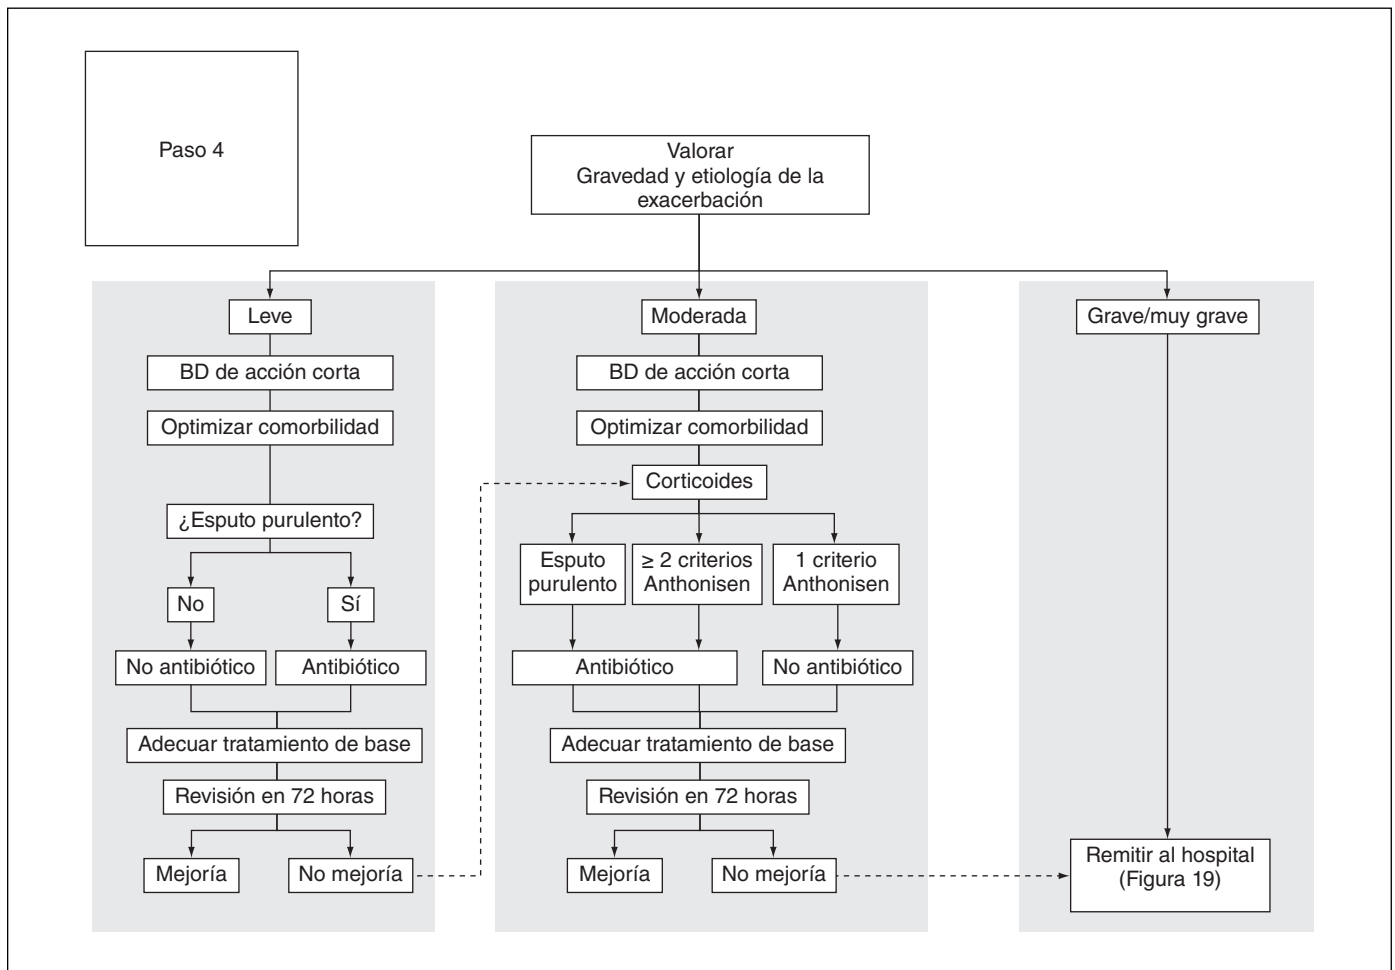 Paso 4
Valorar
Gravedad y etiología de la
exacerbación
Leve
BD de acción corta
Optimizar comorbilidad
¿Esputo purulento?
No
Sí
No antibiótico
Antibiótico
Adecuar tratamiento de base
Revisión en 72 horas
Mejoría
No mejoría
Moderada
BD de acción corta
Optimizar comorbilidad
Corticoides
Esputo
purulento
≥ 2 criterios
Anthonisen
1 criterio
Anthonisen
Antibiótico
No antibiótico
Adecuar tratamiento de base
Revisión en 72 horas
Mejoría
No mejoría
Grave/muy grave
Remitir al hospital
(Figura 19)